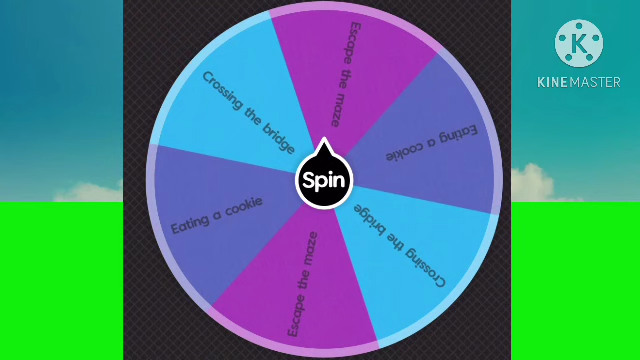 Escape the maze
Eating a cookie
Crossing the bridge
Escape the maze
Eating a cookie
Crossing the bridge
Spin
K
KINEMASTER